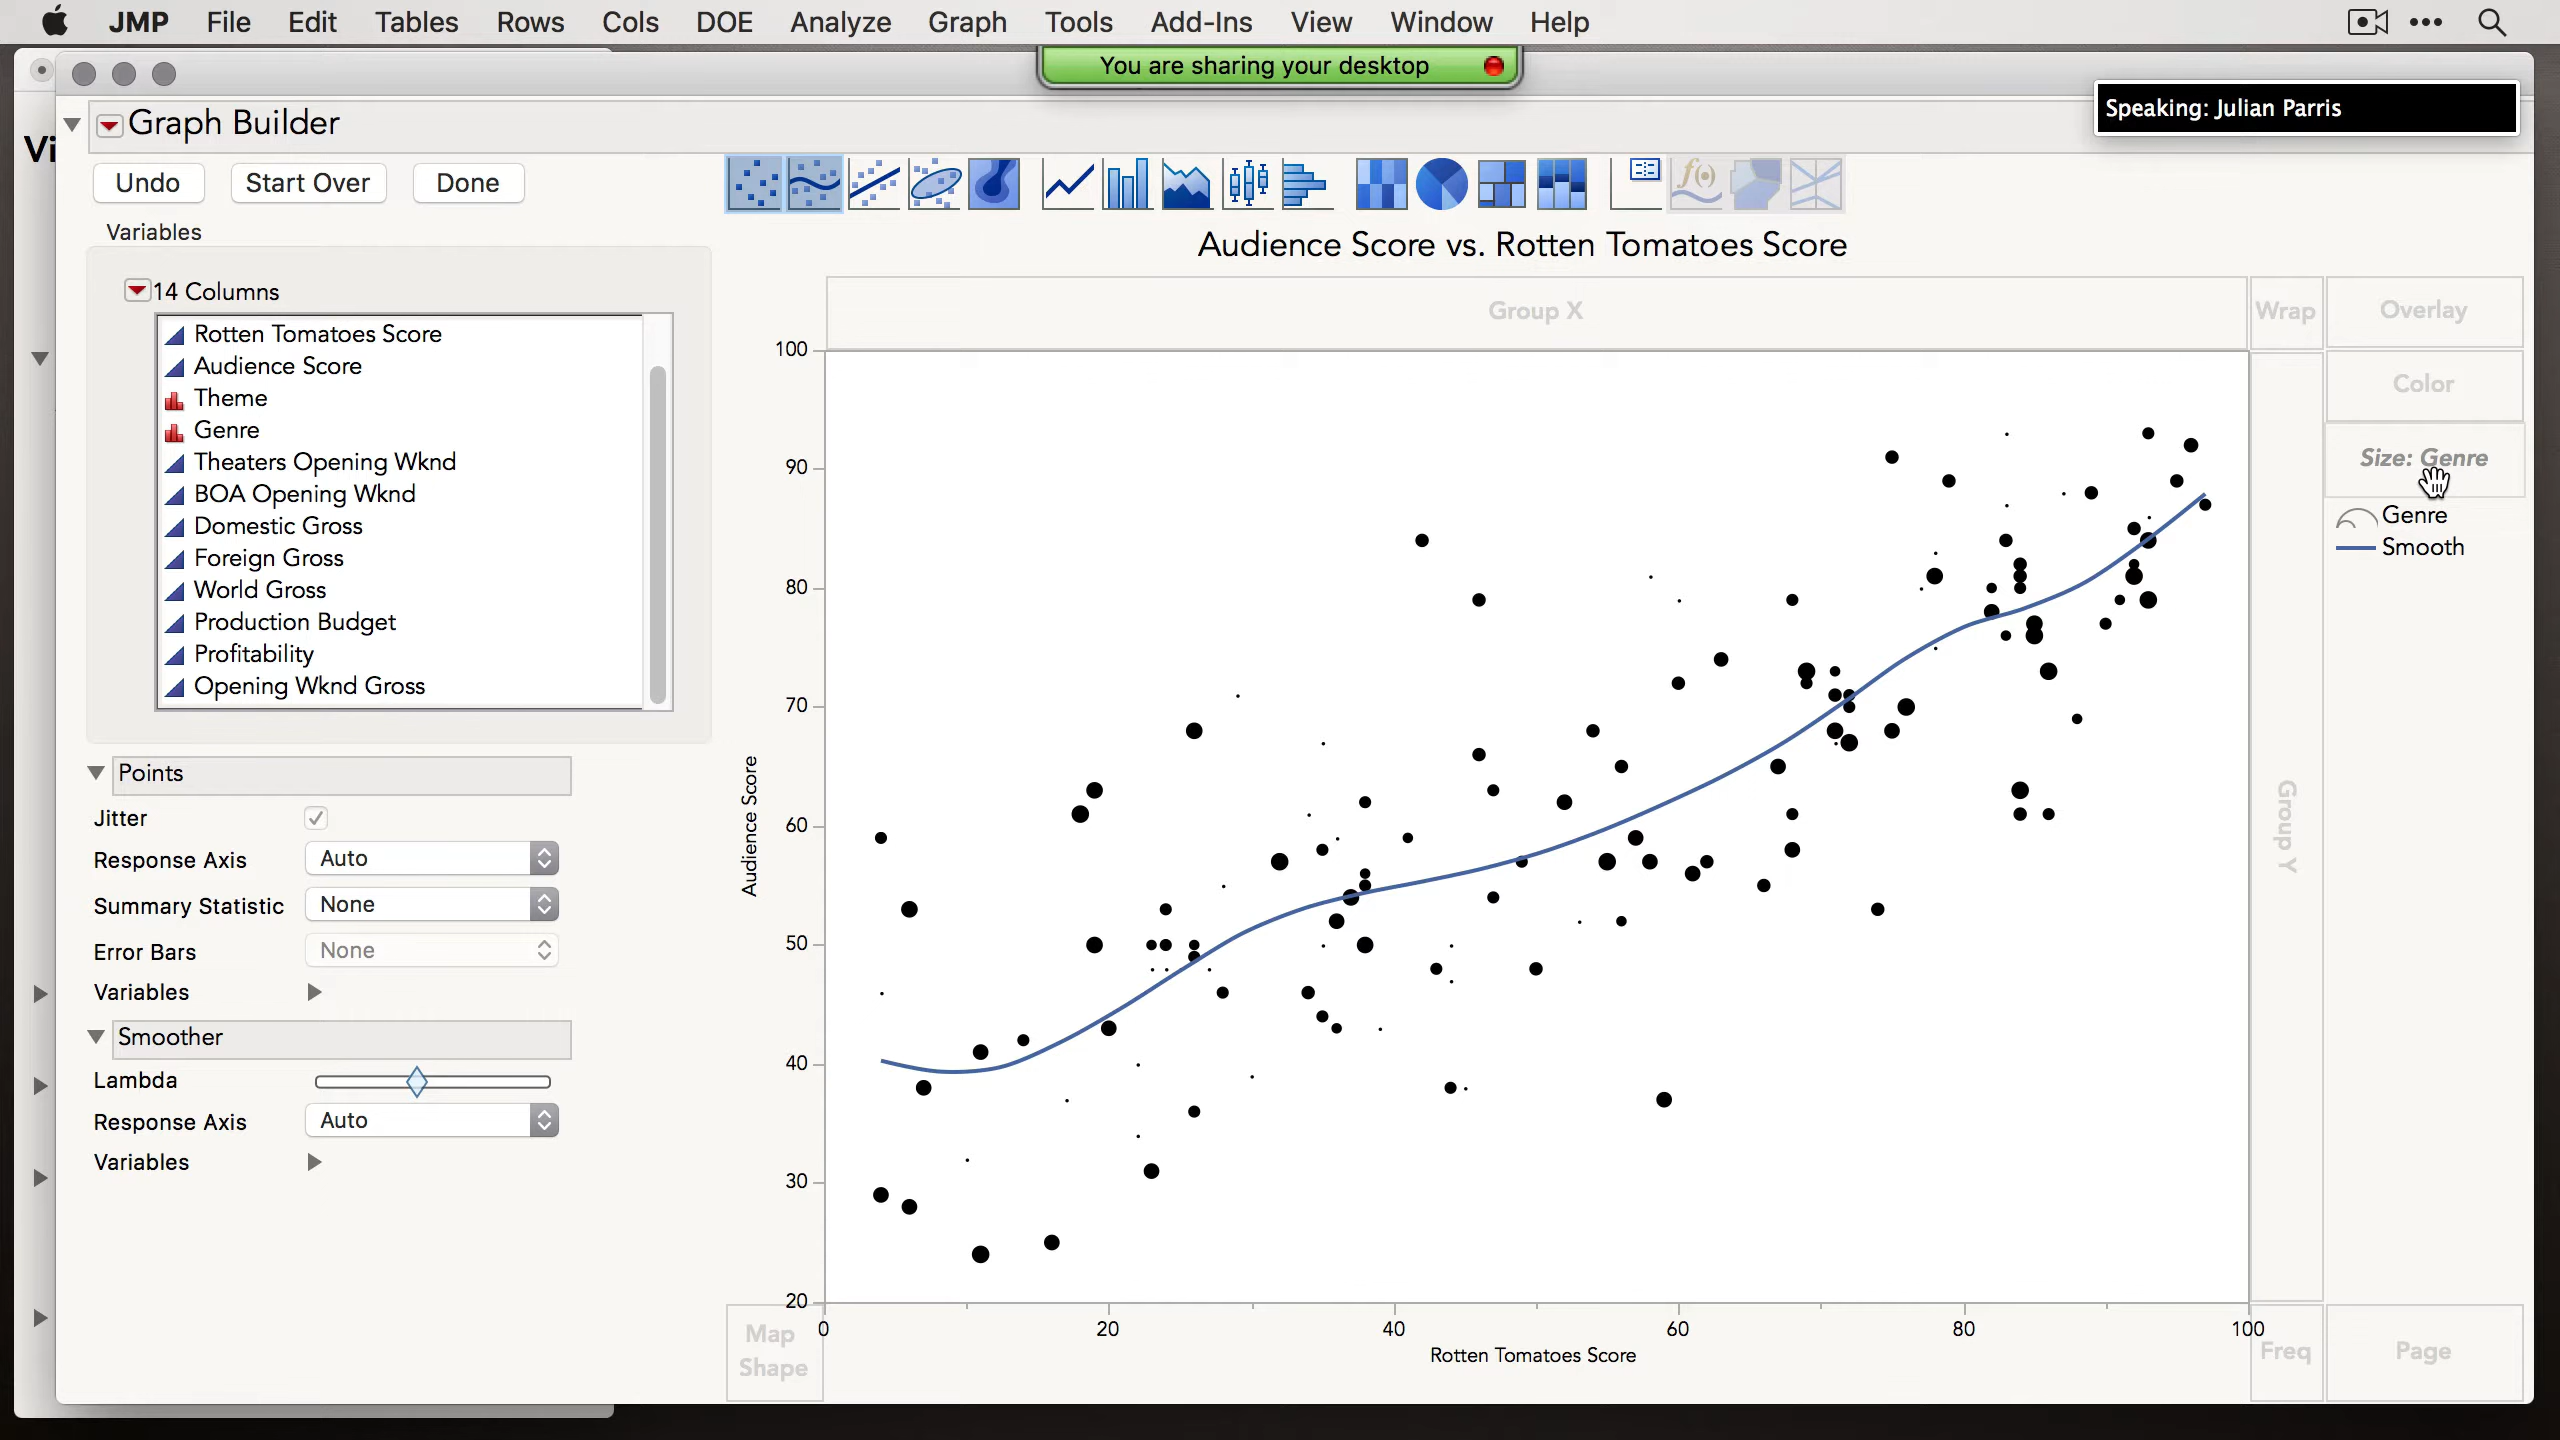 JMP File Edit Tables Rows Cols DOE Analyze Graph Tools Add-Ins View Window Help
You are sharing your desktop
Speaking: Julian Parris
Vi
Graph Builder
Undo Start Over Done
Variables
14 Columns
Rotten Tomatoes Score
Audience Score
Theme
Genre
Theaters Opening Wknd
BOA Opening Wknd
Domestic Gross
Foreign Gross
World Gross
Production Budget
Profitability
Opening Wknd Gross
Points
Jitter
Response Axis Auto
Summary Statistic None
Error Bars None
Variables
Smoother
Lambda
Response Axis Auto
Variables
Audience Score vs. Rotten Tomatoes Score
Group X
Wrap
Overlay
Color
Size: Genre
Genre
Smooth
Group Y
100
90
80
70
60
50
40
30
20
Audience Score
0 20 40 60 80 100
Rotten Tomatoes Score
Map
Shape
Freq
Page